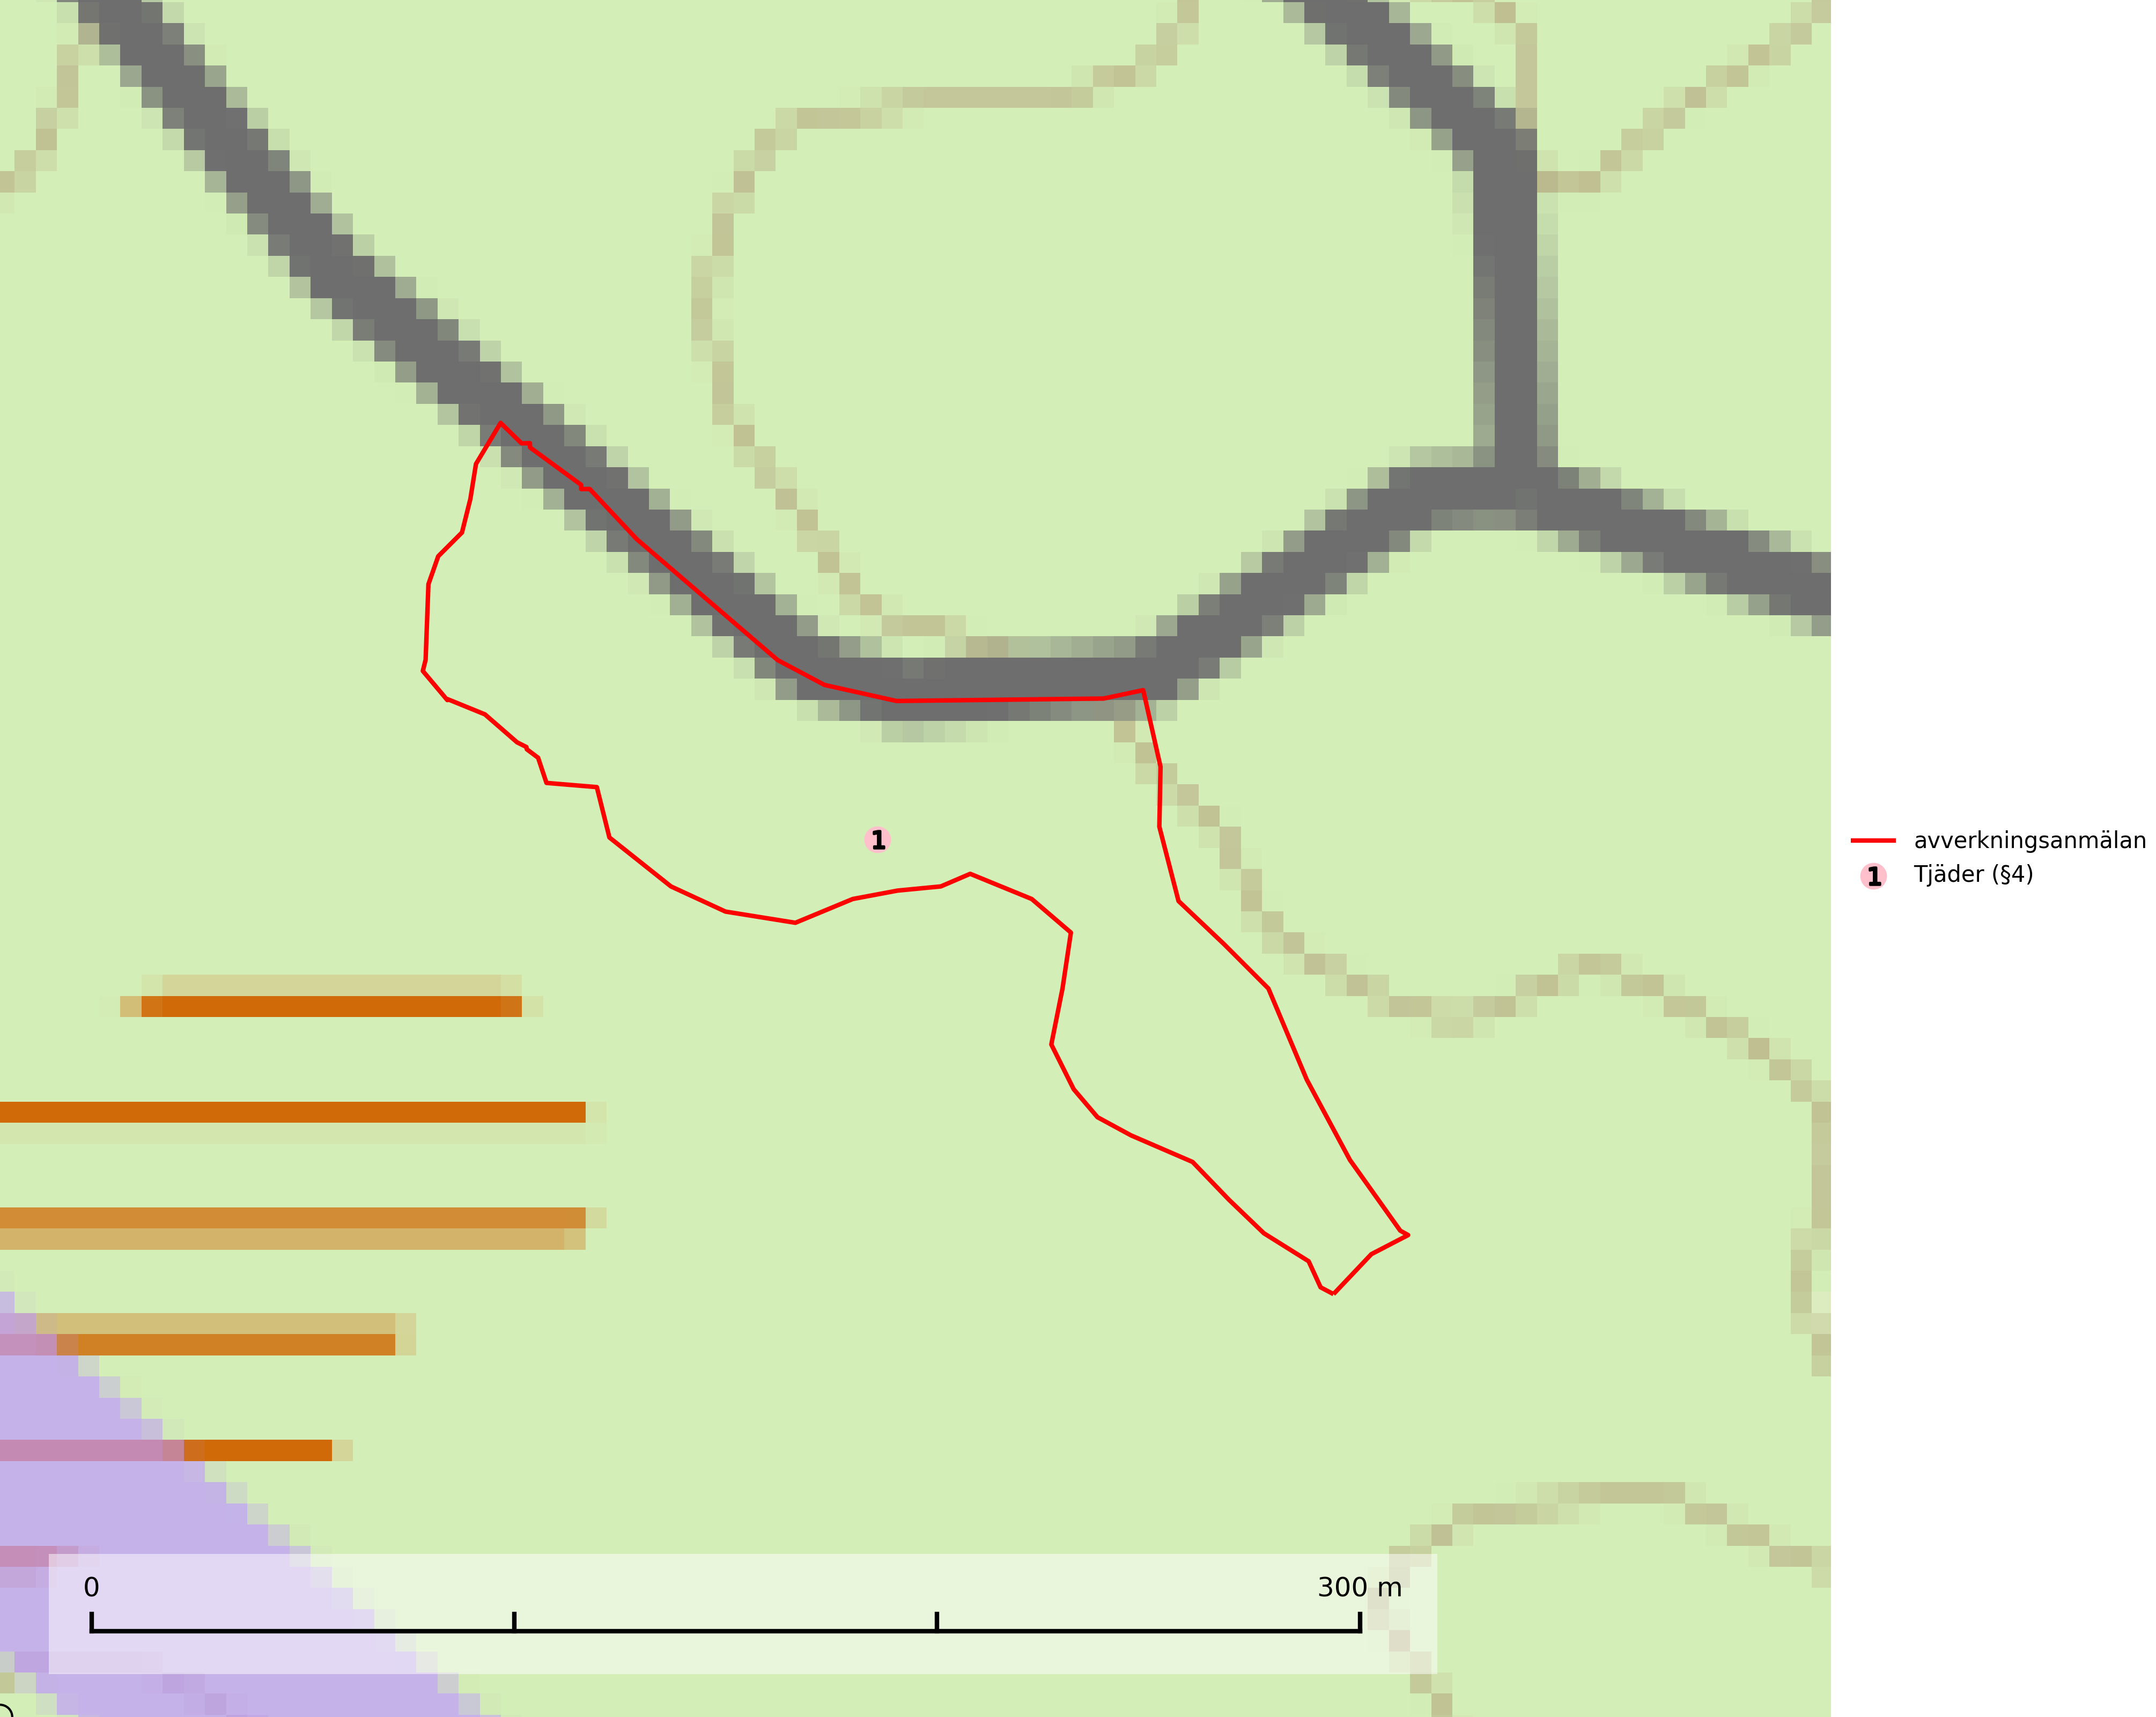 1
avverkningsanmälan
1 Tjäder (§4)
0 300 m